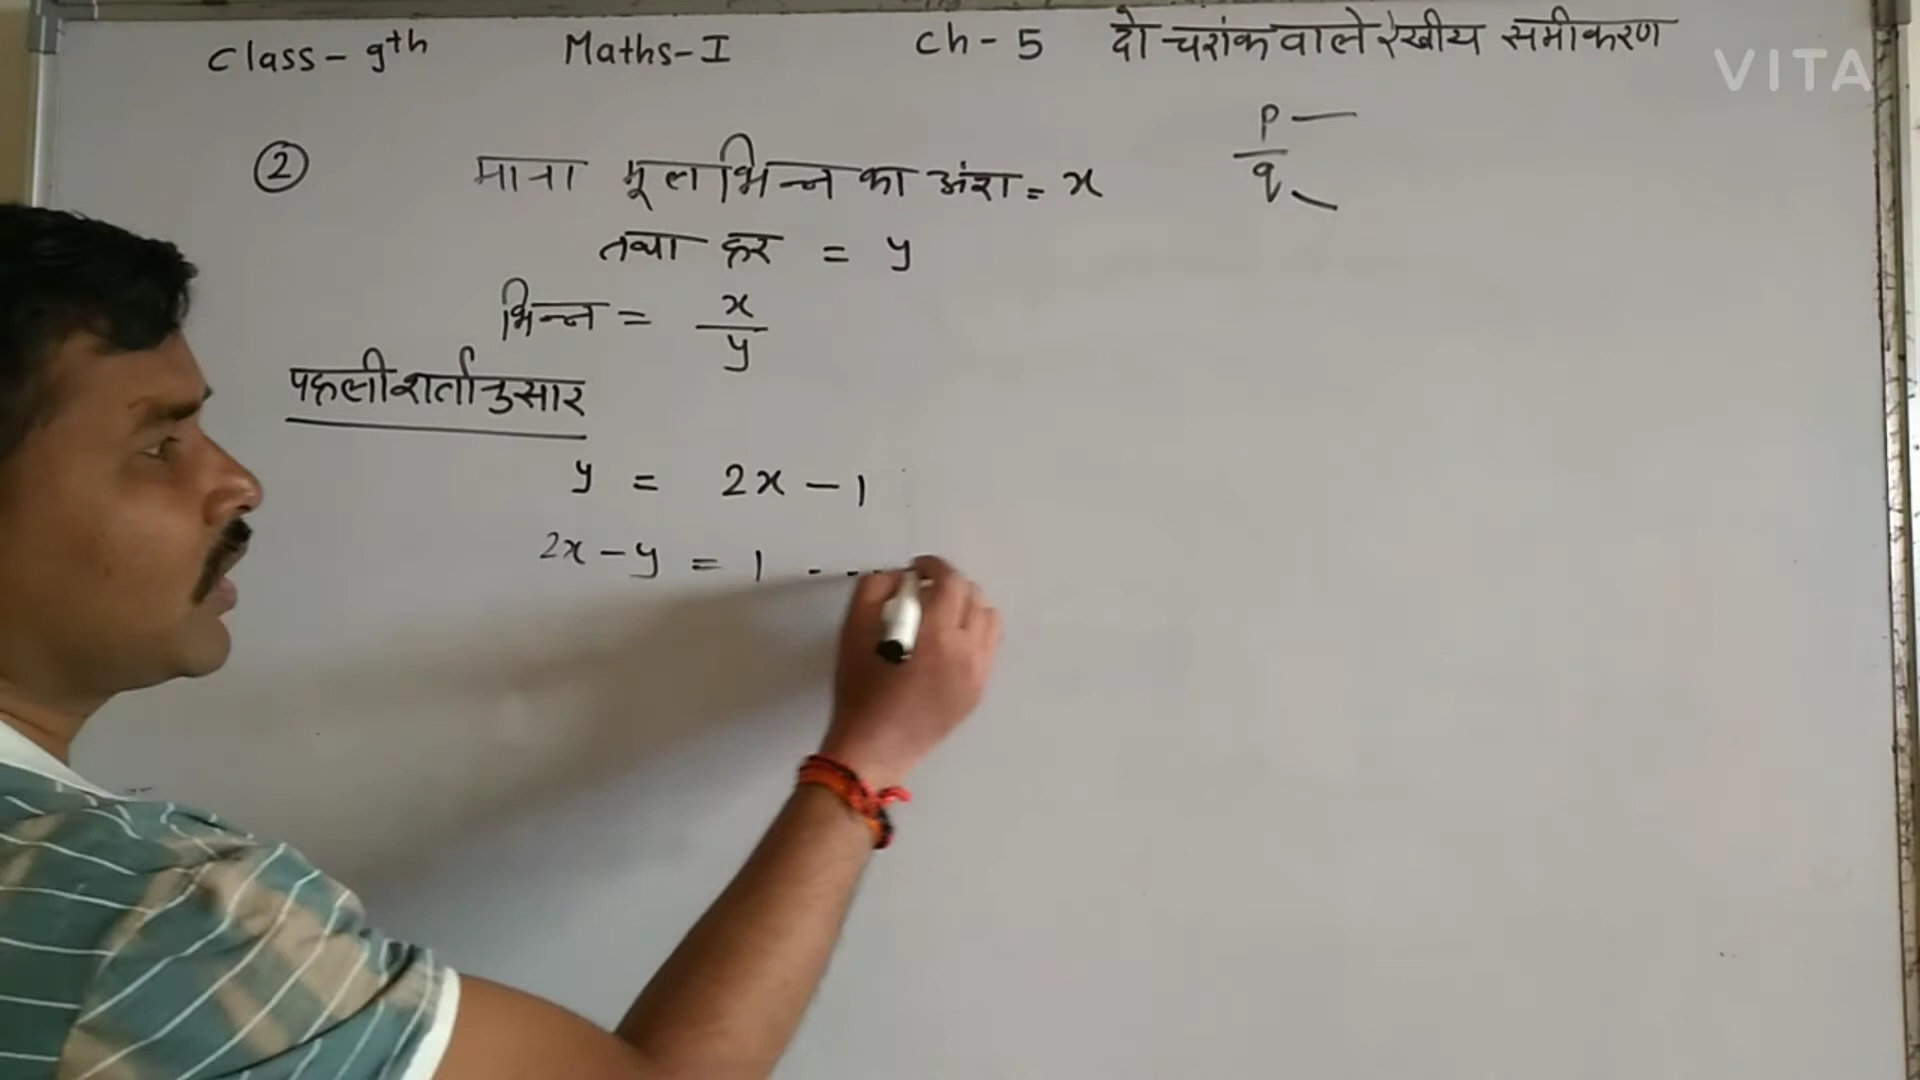 Class - 9th Maths - I Ch - 5 दो चरांक वाले रेखीय समीकरण
VITA
p
q
② माना मूल भिन्न का अंश = x
तथा हर = y
भिन्न = x
y
पहली शर्तानुसार
y = 2x - 1
2x - y = 1 - - -